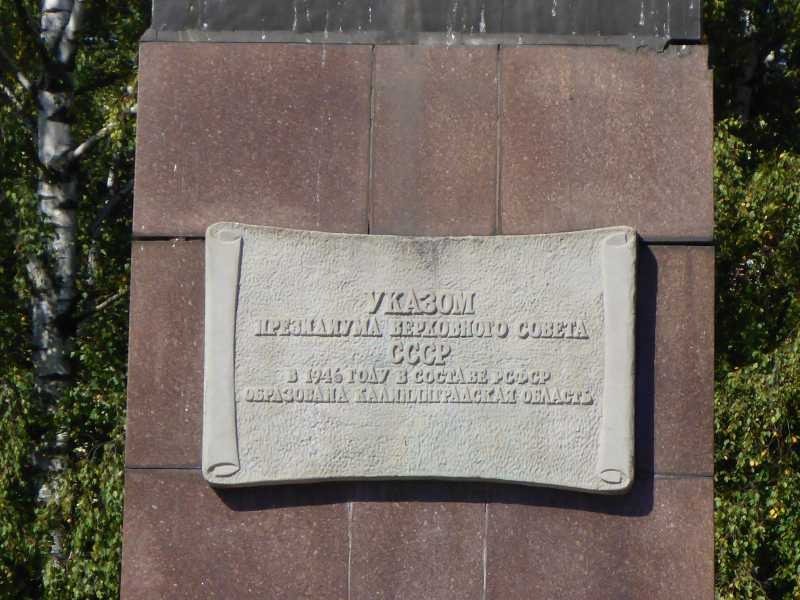 УКАЗОМ
ПРЕЗИДИУМА ВЕРХОВНОГО СОВЕТА
СССР
В 1946 ГОДУ В СОСТАВЕ РСФСР
ОБРАЗОВАНА КАЛИНИНГРАДСКАЯ ОБЛАСТЬ